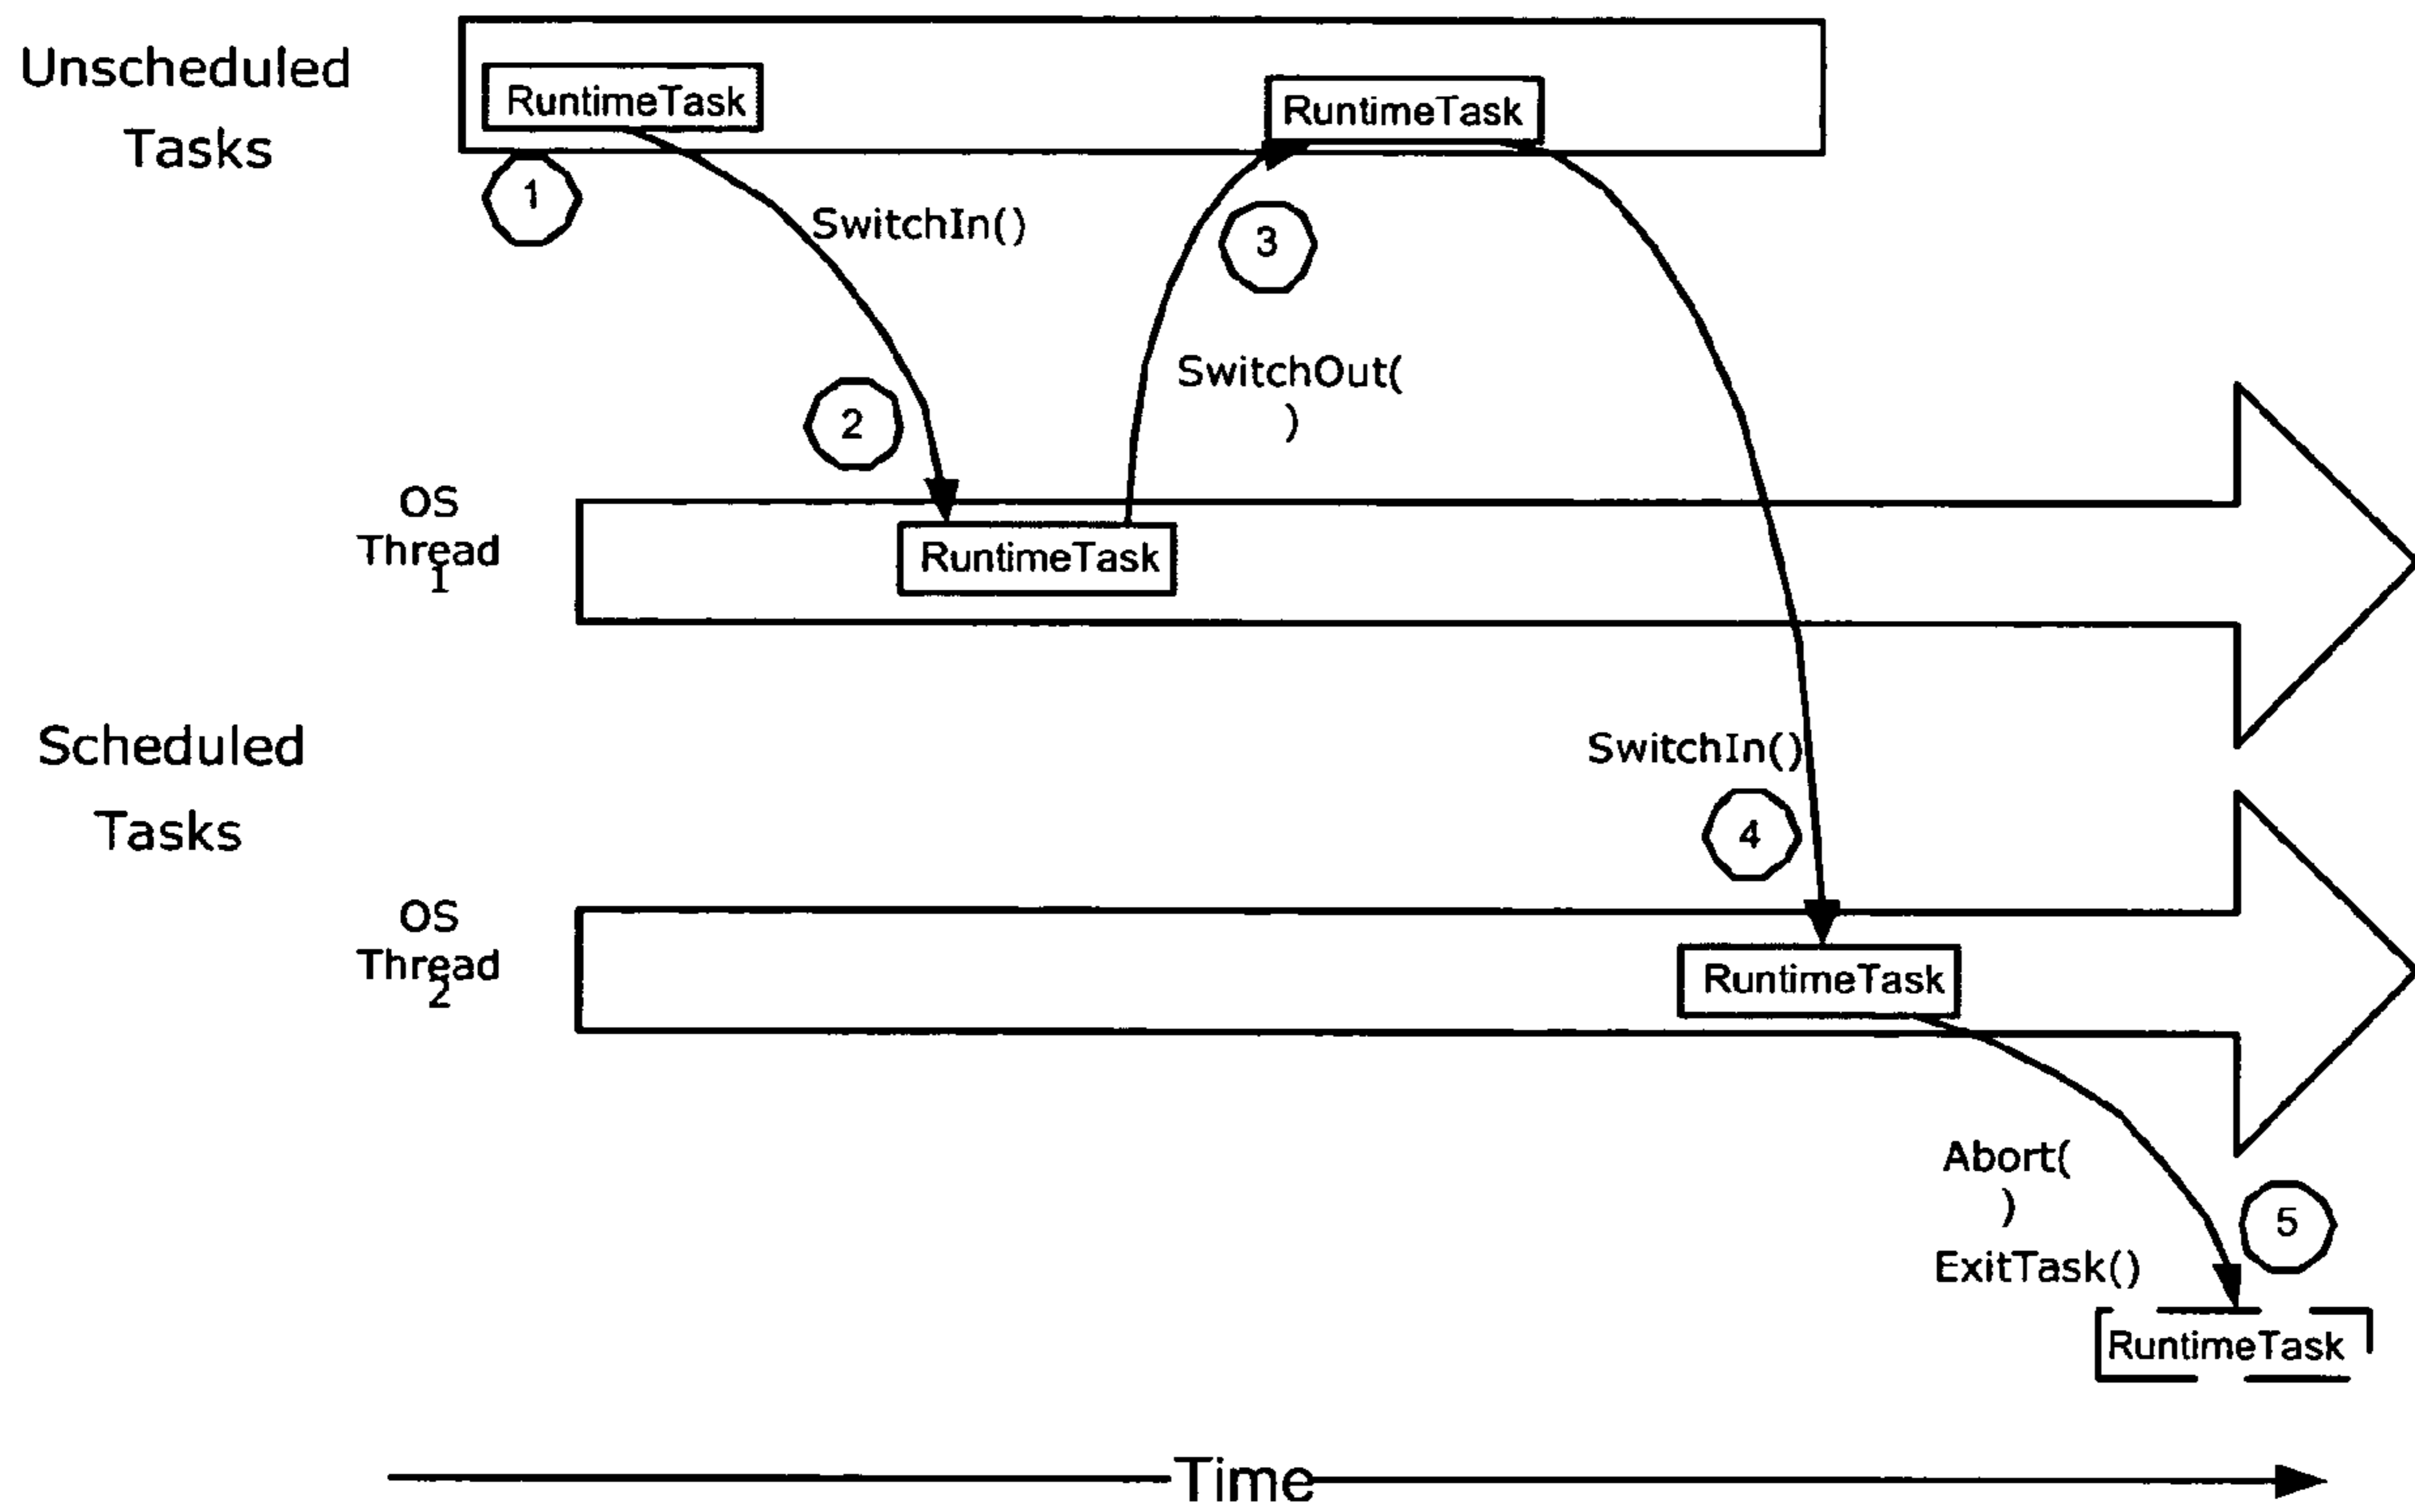 Unscheduled
Tasks
RuntimeTask
RuntimeTask
1
SwitchIn()
3
SwitchOut(
)
2
OS
Thread
1
RuntimeTask
Scheduled
Tasks
SwitchIn()
4
OS
Thread
2
RuntimeTask
Abort(
)
5
ExitTask()
RuntimeTask
Time